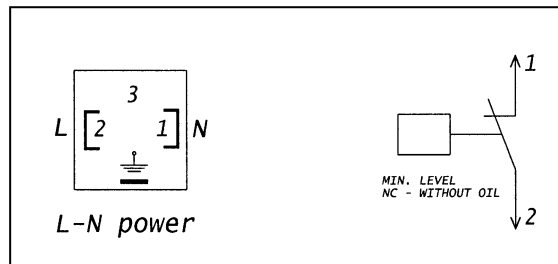 3
L 2 1 N
L-N power
1
MIN. LEVEL
NC - WITHOUT OIL
2